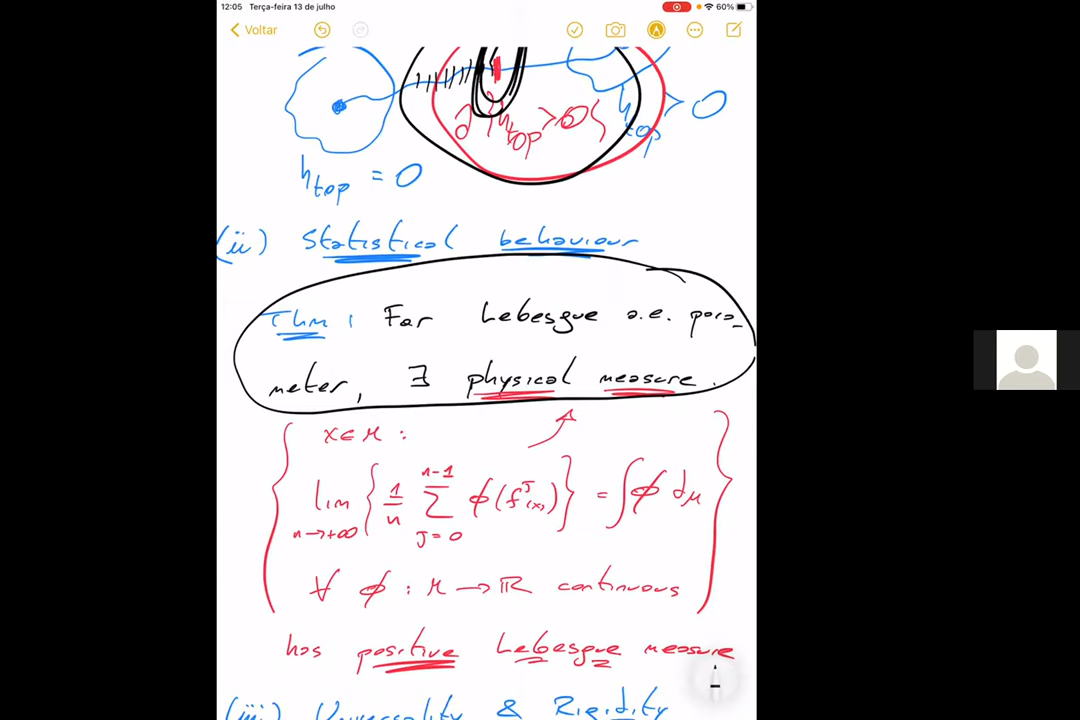 12:05 Terça-feira 13 de julho
60%
Voltar
∂{h_top > 0}
h_top > 0
h_top = 0
(ii) Statistical behaviour
Thm: For Lebesgue a.e. para-
meter, ∃ physical measure.
{ x ∈ M :
lim_{n→+∞} { 1/n ∑_{j=0}^{n-1} ϕ(f^j(x)) } = ∫ ϕ dμ
∀ ϕ : M → ℝ continuous }
has positive Lebesgue measure
(iii) Universality & Rigidity